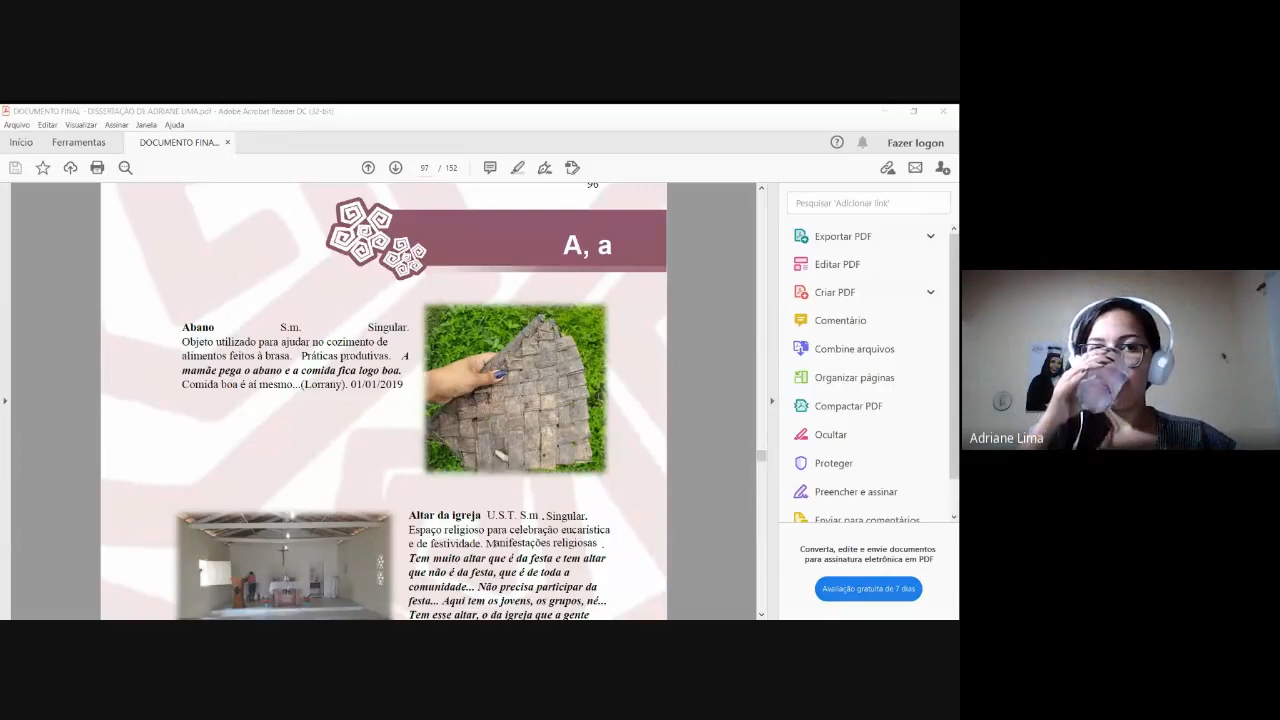 DOCUMENTO FINAL - DISSERTAÇÃO DE ADRIANE LIMA.pdf - Adobe Acrobat Reader DC (32-bit)
Arquivo Editar Visualizar Assinar Janela Ajuda
Início Ferramentas DOCUMENTO FINA... × Fazer logon
97 / 152
96
A, a
Abano S.m. Singular.
Objeto utilizado para ajudar no cozimento de
alimentos feitos à brasa. Práticas produtivas. A
mamãe pega o abano e a comida fica logo boa.
Comida boa é aí mesmo...(Lorrany). 01/01/2019
Altar da igreja U.S.T. S.m . Singular.
Espaço religioso para celebração eucarística
e de festividade. Manifestações religiosas .
Tem muito altar que é da festa e tem altar
que não é da festa, que é de toda a
comunidade... Não precisa participar da
festa... Aqui tem os jovens, os grupos, né...
Tem esse altar, o da igreja que a gente
Pesquisar 'Adicionar link'
Exportar PDF
Editar PDF
Criar PDF
Comentário
Combine arquivos
Organizar páginas
Compactar PDF
Ocultar
Proteger
Preencher e assinar
Enviar para comentários
Converta, edite e envie documentos
para assinatura eletrônica em PDF
Avaliação gratuita de 7 dias
Adriane Lima